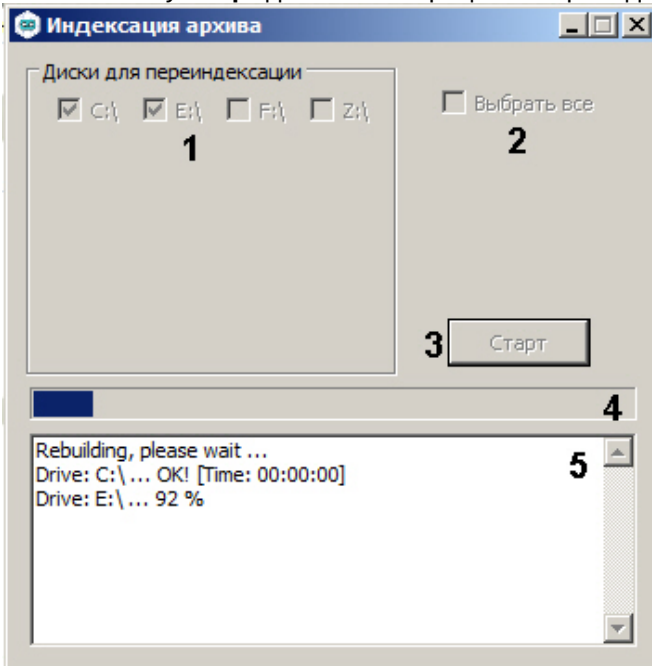 Индексация архива
Диски для переиндексации
C:\ E:\ F:\ Z:\
Выбрать все
1
2
3
Старт
4
Rebuilding, please wait ...
5
Drive: C:\ ... OK! [Time: 00:00:00]
Drive: E:\ ... 92 %